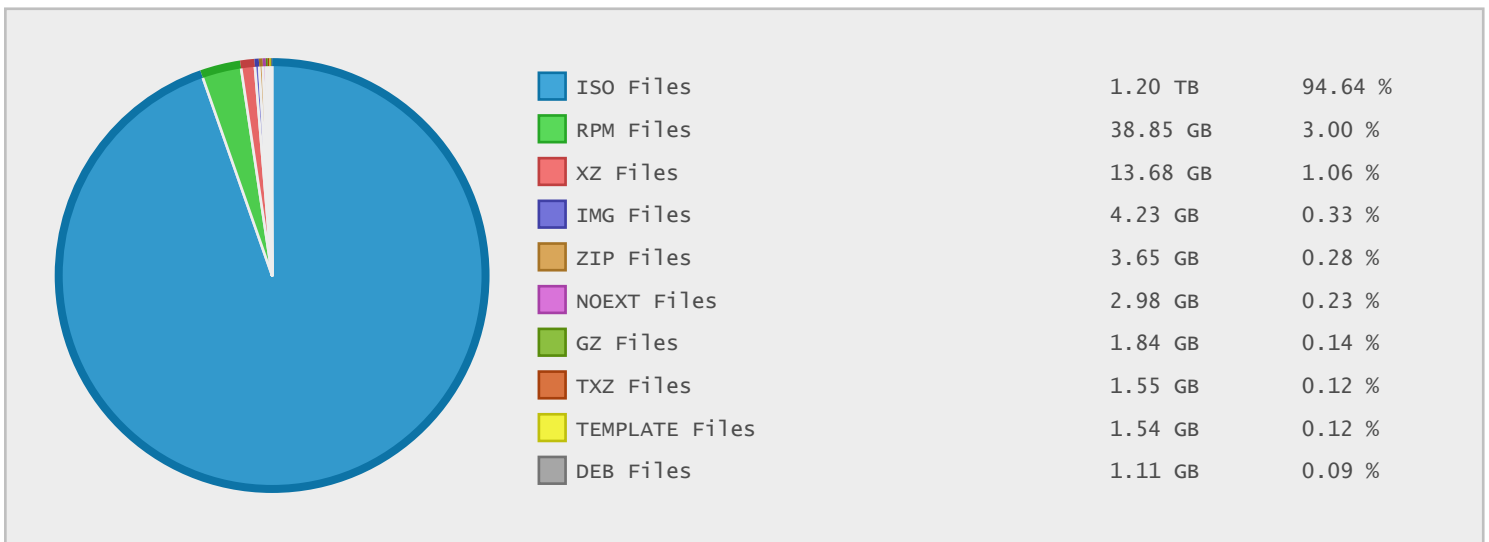 ISO Files 1.20 TB 94.64 %
RPM Files 38.85 GB 3.00 %
XZ Files 13.68 GB 1.06 %
IMG Files 4.23 GB 0.33 %
ZIP Files 3.65 GB 0.28 %
NOEXT Files 2.98 GB 0.23 %
GZ Files 1.84 GB 0.14 %
TXZ Files 1.55 GB 0.12 %
TEMPLATE Files 1.54 GB 0.12 %
DEB Files 1.11 GB 0.09 %